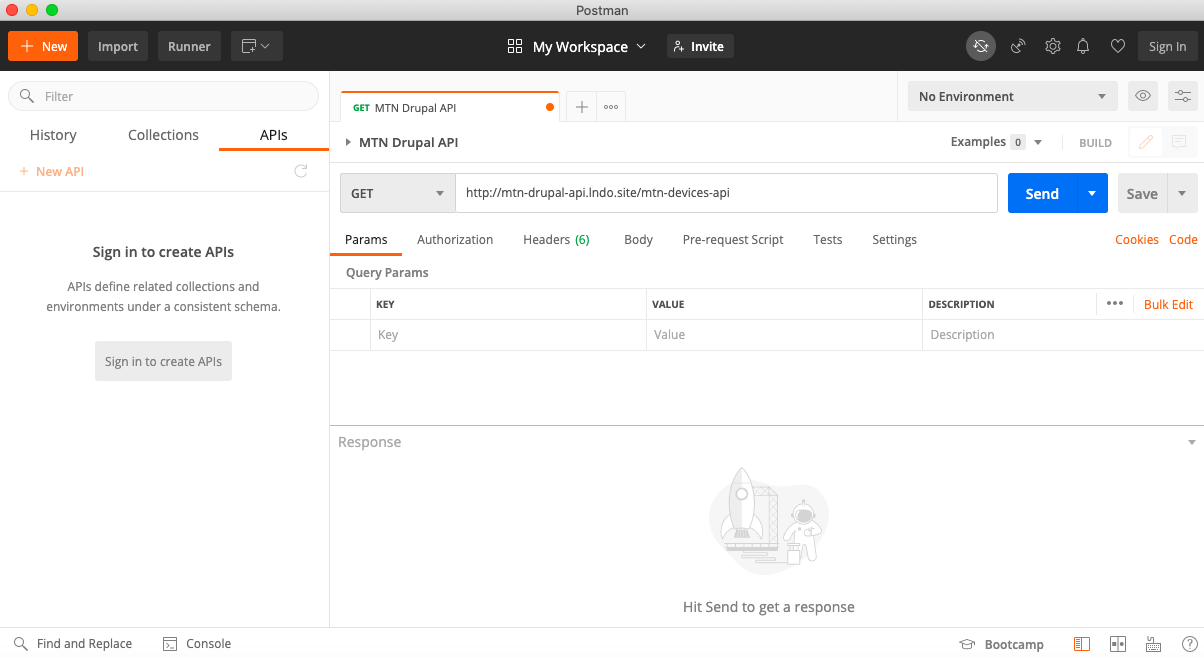 Postman
New
Import
Runner
My Workspace
Invite
Sign In
Filter
History
Collections
APIs
+ New API
Sign in to create APIs
APIs define related collections and
environments under a consistent schema.
Sign in to create APIs
GET MTN Drupal API
No Environment
MTN Drupal API
Examples 0
BUILD
GET
http://mtn-drupal-api.lndo.site/mtn-devices-api
Send
Save
Params
Authorization
Headers (6)
Body
Pre-request Script
Tests
Settings
Cookies
Code
Query Params
KEY
VALUE
DESCRIPTION
Bulk Edit
Key
Value
Description
Response
Hit Send to get a response
Find and Replace
Console
Bootcamp